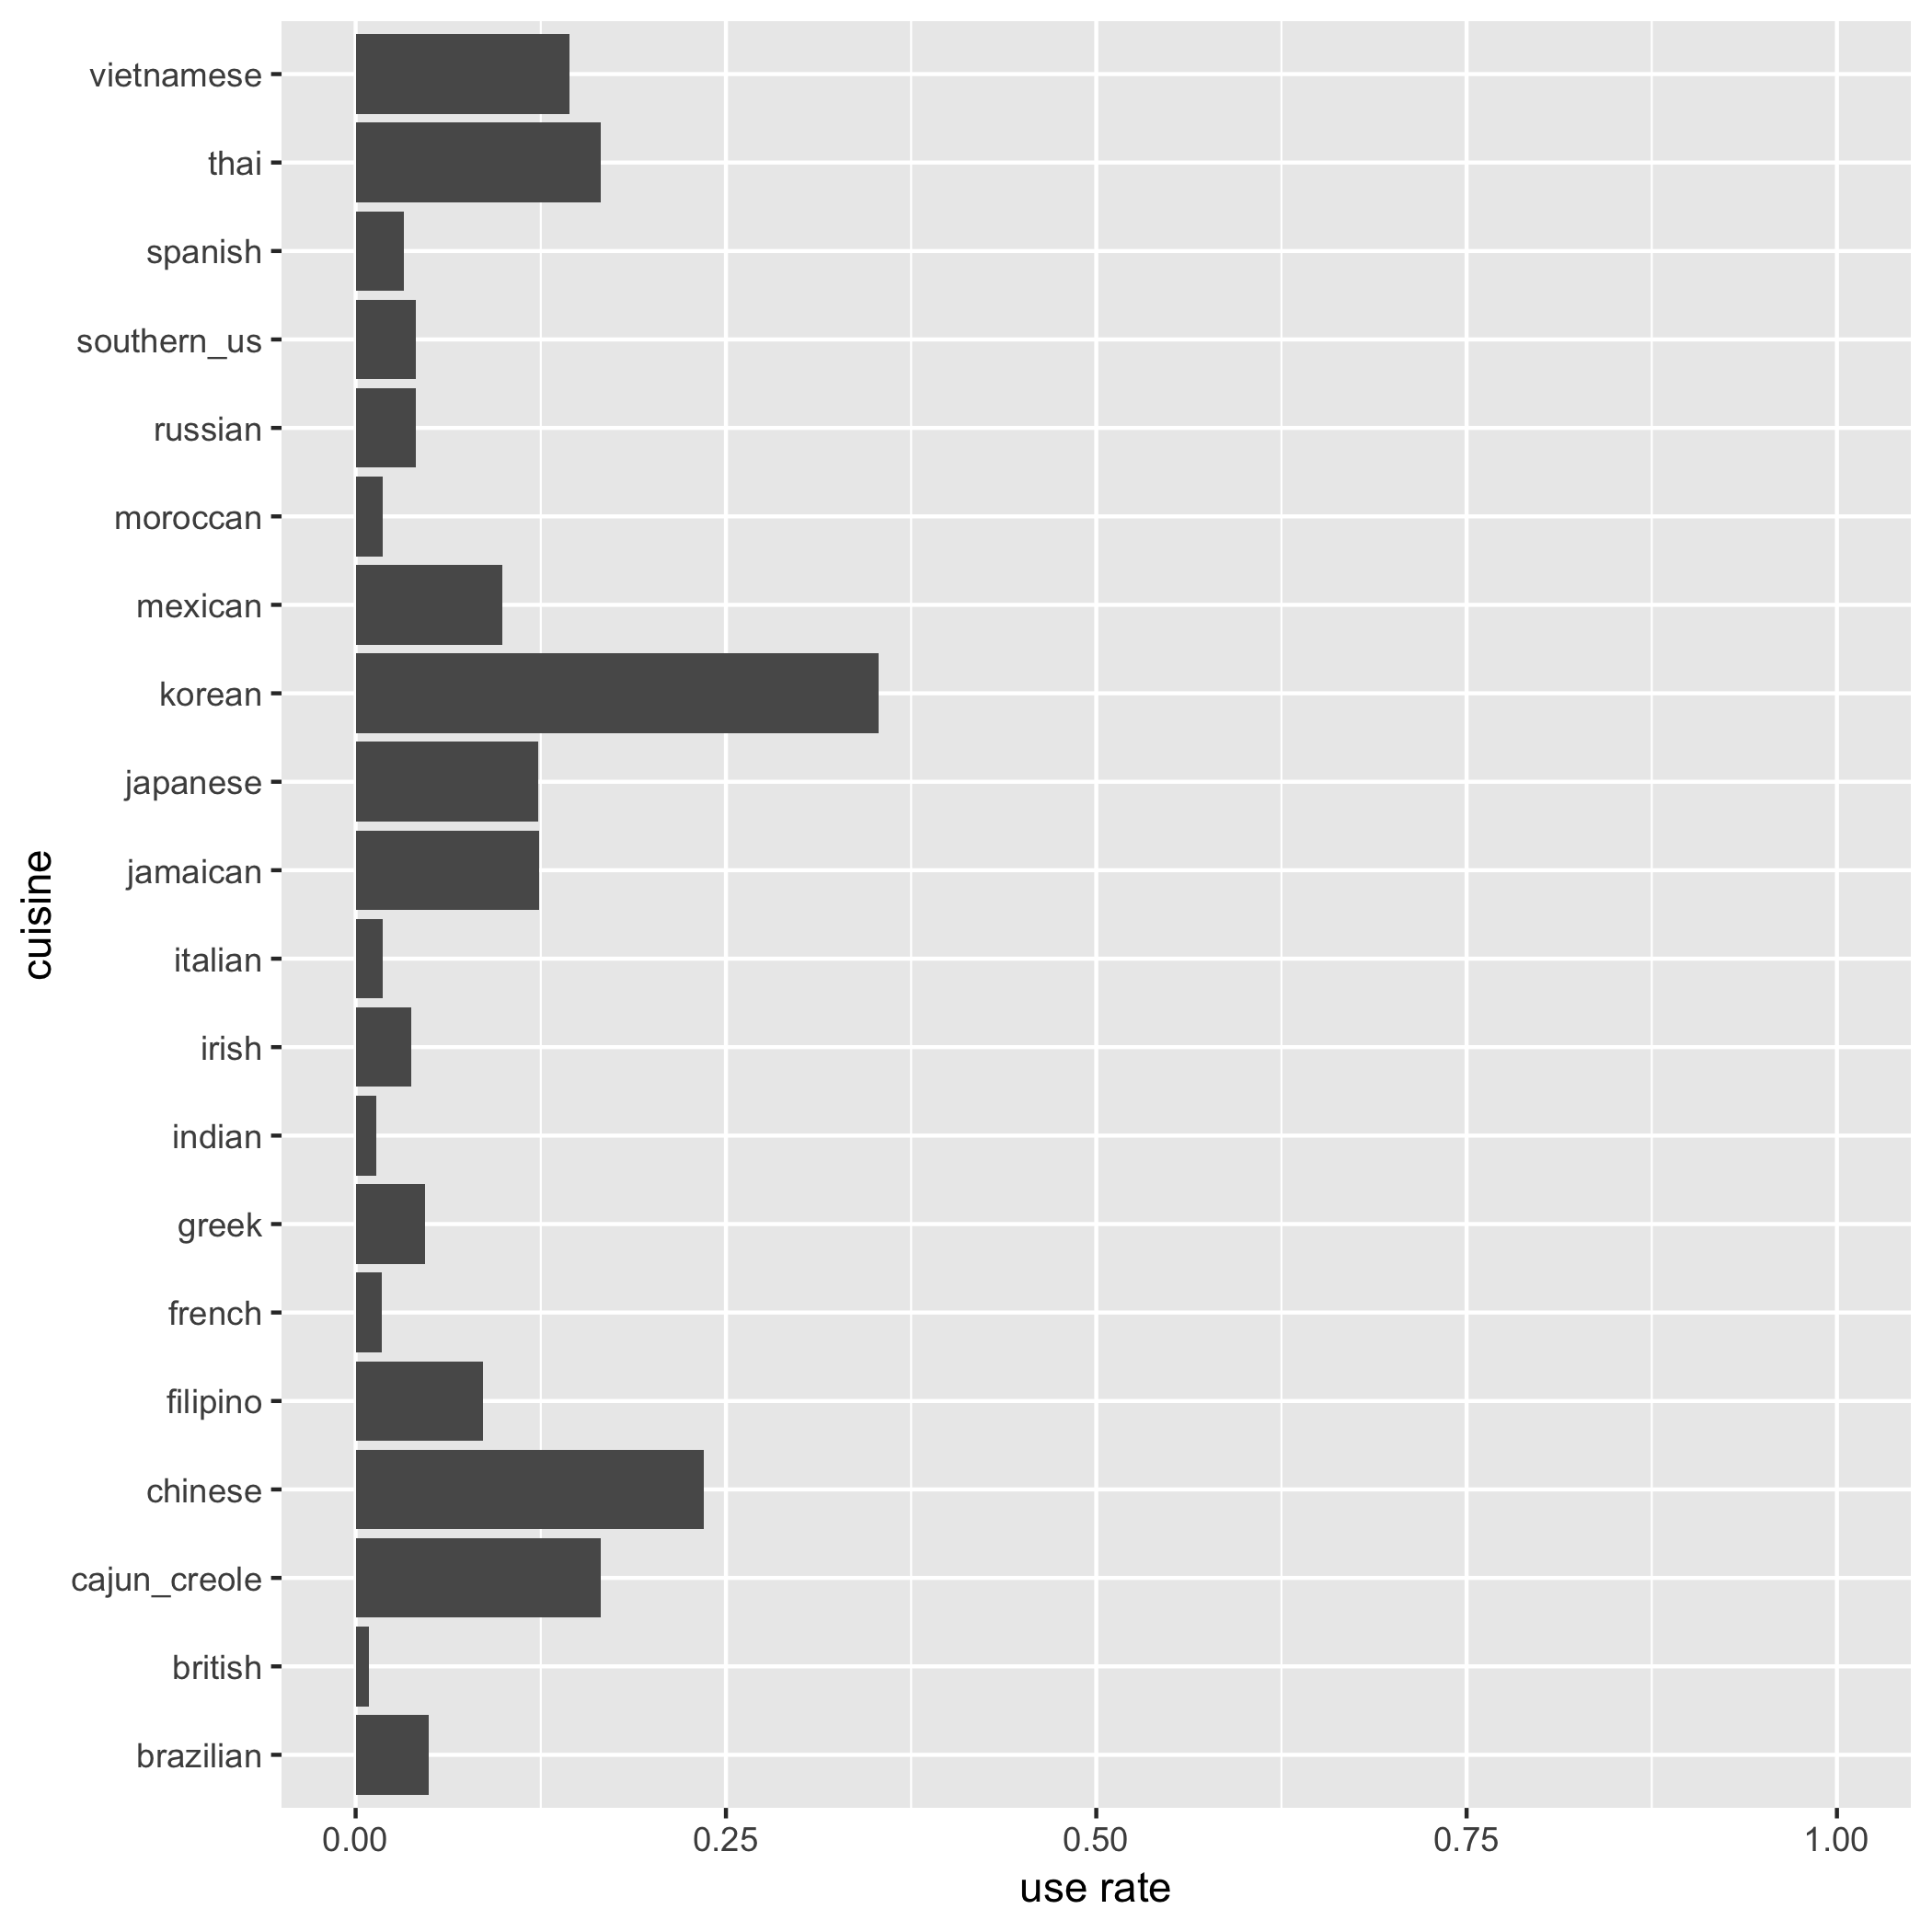 vietnamese
thai
spanish
southern_us
russian
moroccan
mexican
korean
japanese
jamaican
italian
irish
indian
greek
french
filipino
chinese
cajun_creole
british
brazilian
cuisine
0.00 0.25 0.50 0.75 1.00
use rate